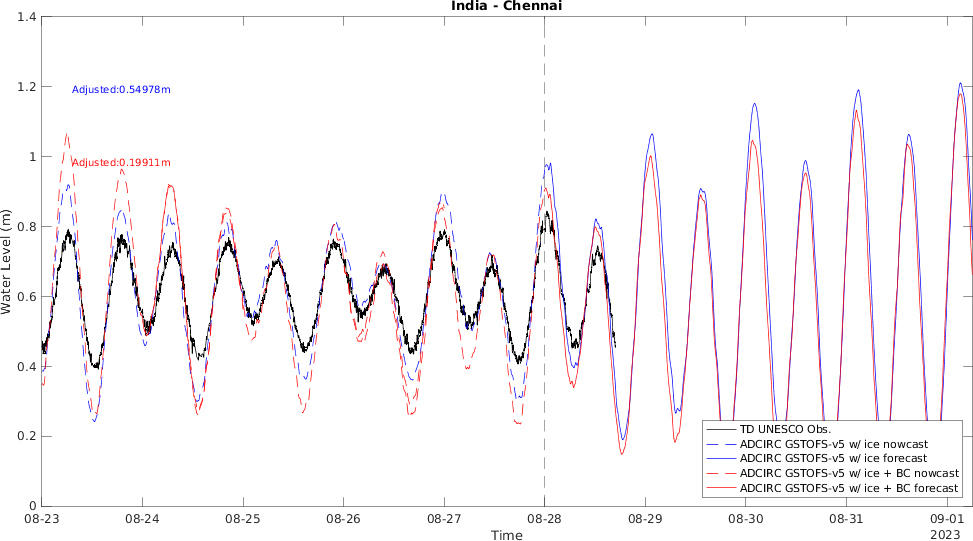 India - Chennai
1.4
1.2
1
0.8
0.6
0.4
0.2
0
Water Level (m)
Adjusted:0.54978m
Adjusted:0.19911m
TD UNESCO Obs.
ADCIRC GSTOFS-v5 w/ ice nowcast
ADCIRC GSTOFS-v5 w/ ice forecast
ADCIRC GSTOFS-v5 w/ ice + BC nowcast
ADCIRC GSTOFS-v5 w/ ice + BC forecast
08-23 08-24 08-25 08-26 08-27 08-28 08-29 08-30 08-31 09-01
2023
Time